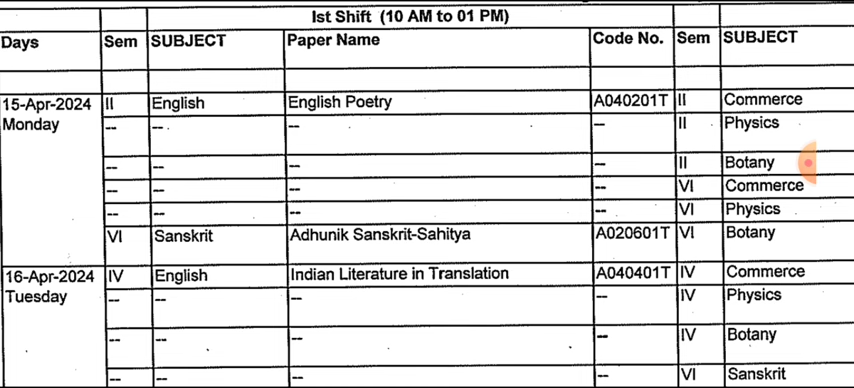 Ist Shift (10 AM to 01 PM)
Days Sem SUBJECT Paper Name Code No. Sem SUBJECT
15-Apr-2024 II English English Poetry A040201T II Commerce
Monday -- -- -- -- II Physics
-- -- -- -- II Botany
-- -- -- -- VI Commerce
-- -- -- -- VI Physics
VI Sanskrit Adhunik Sanskrit-Sahitya A020601T VI Botany
16-Apr-2024 IV English Indian Literature in Translation A040401T IV Commerce
Tuesday -- -- -- -- IV Physics
-- -- -- -- IV Botany
-- -- -- -- VI Sanskrit